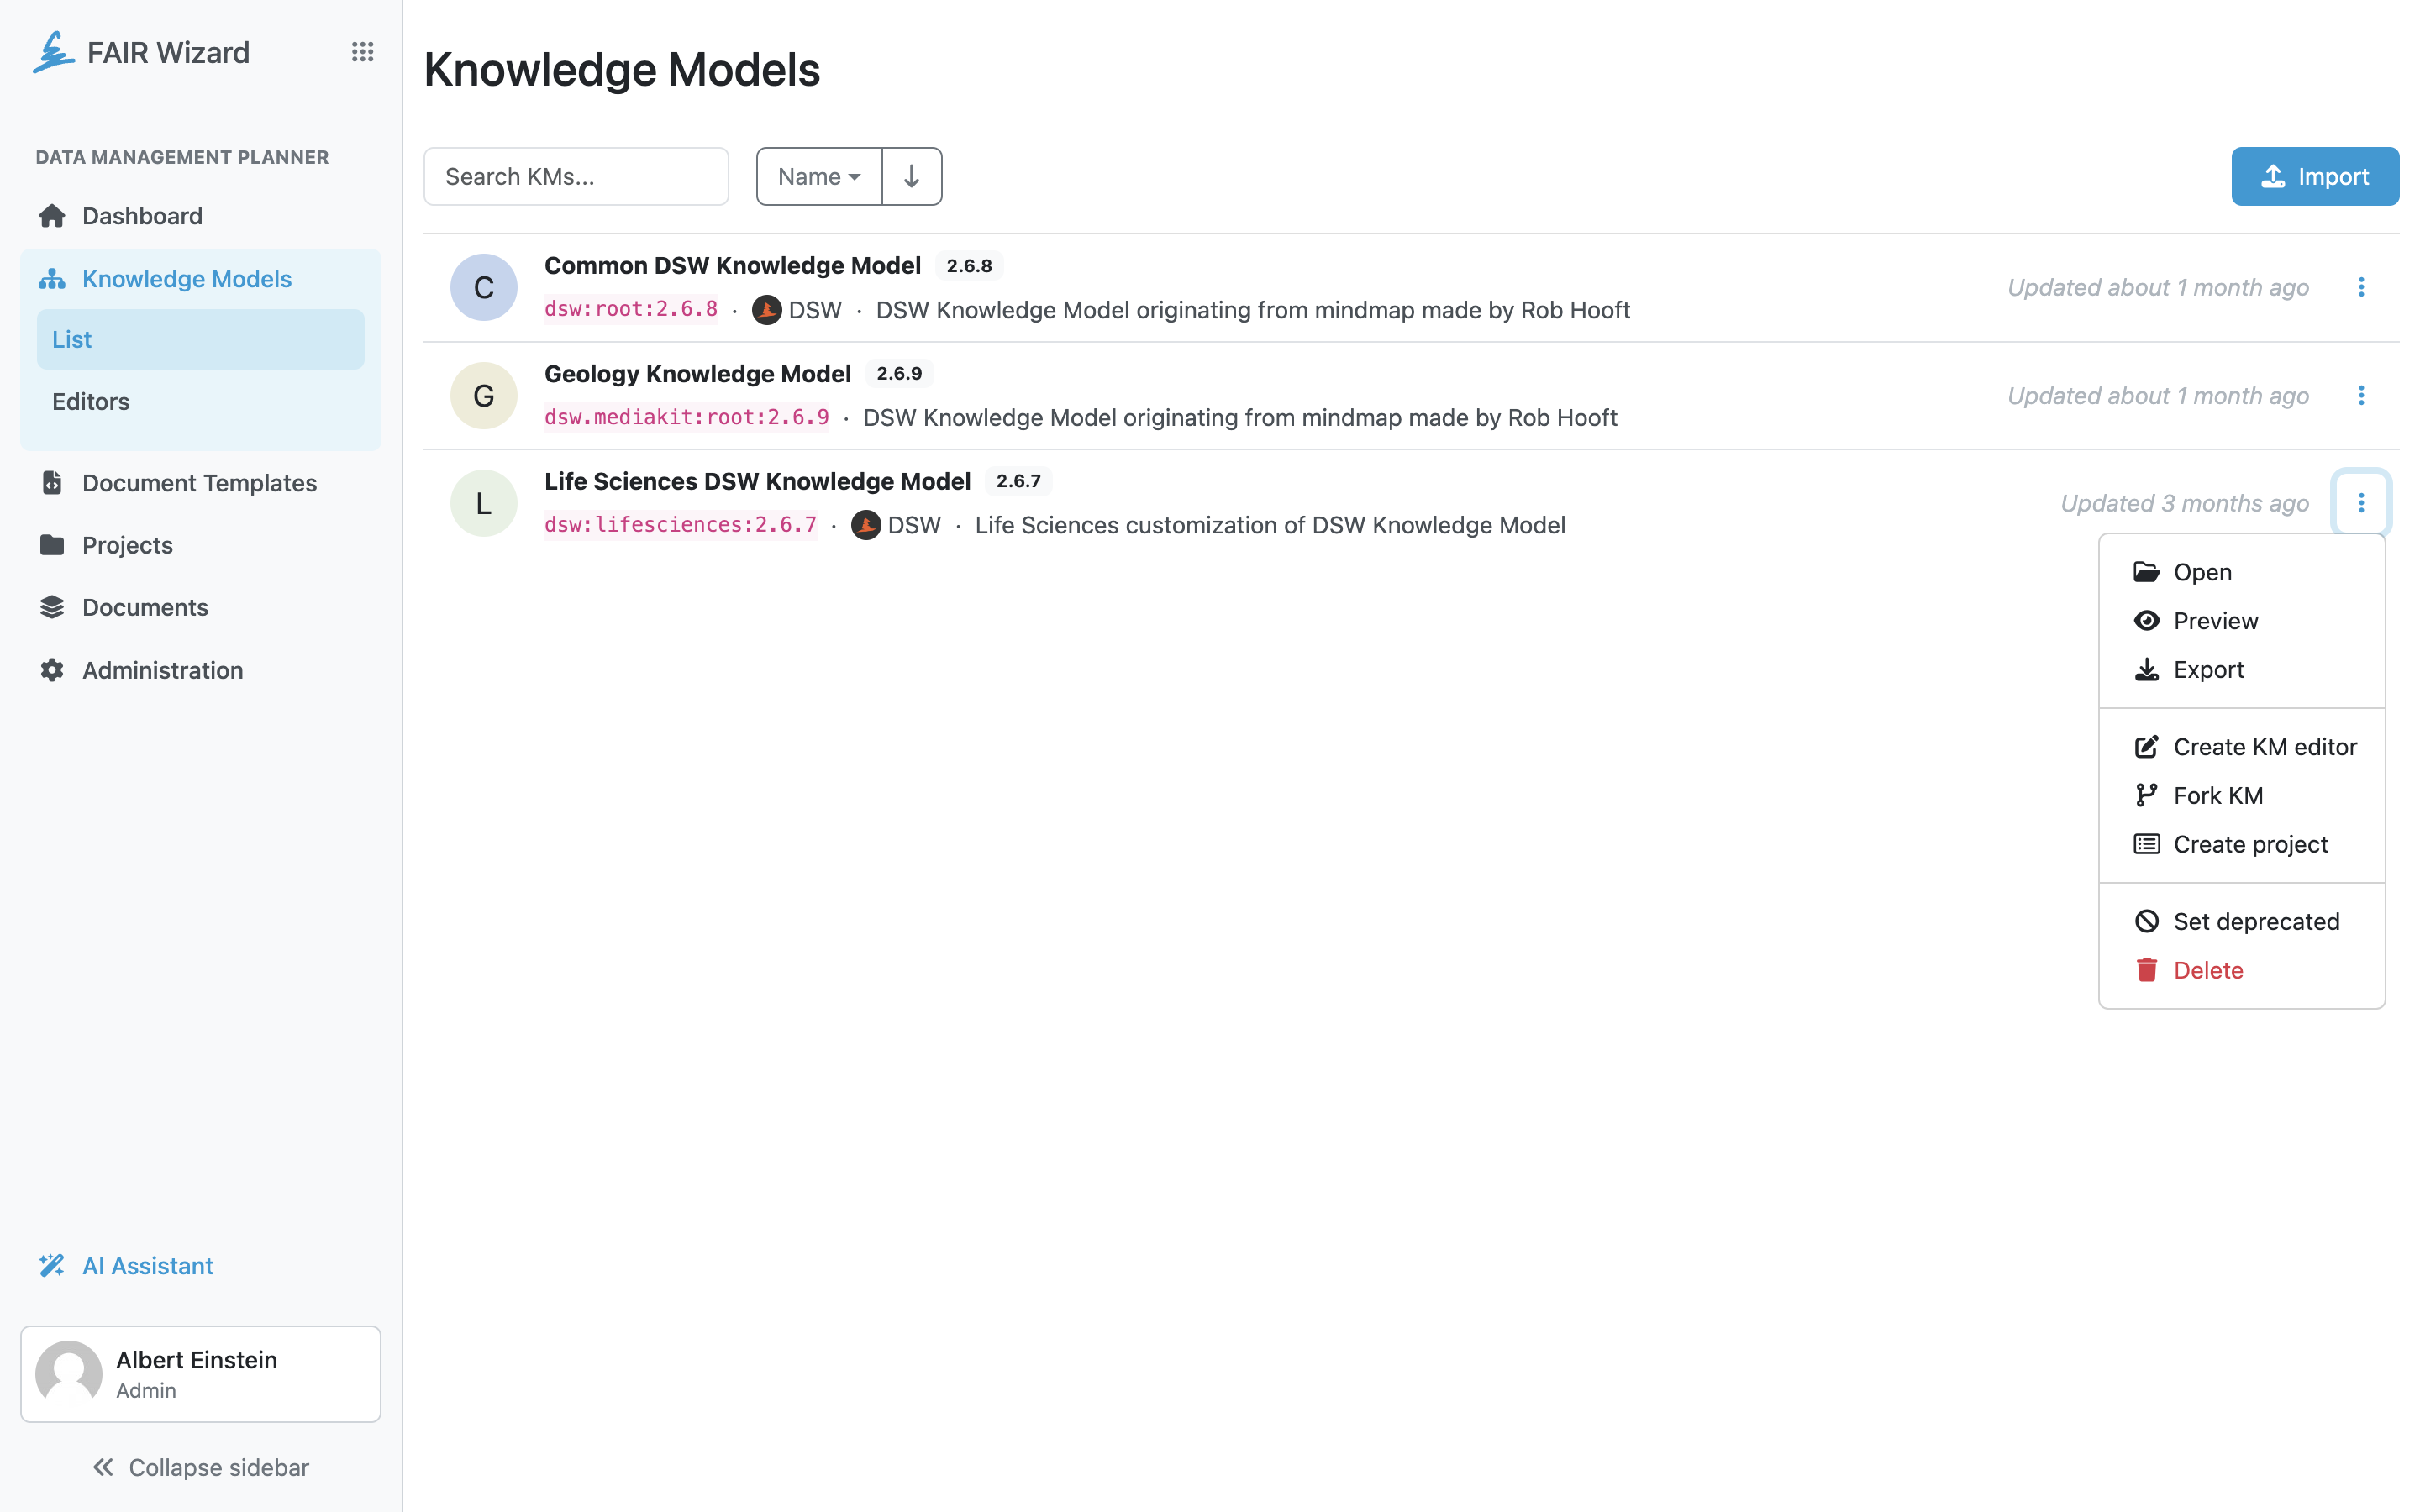 FAIR Wizard
DATA MANAGEMENT PLANNER
Dashboard
Knowledge Models
List
Editors
Document Templates
Projects
Documents
Administration
AI Assistant
Albert Einstein
Admin
Collapse sidebar
Knowledge Models
Search KMs...
Name
Import
C
Common DSW Knowledge Model 2.6.8
dsw:root:2.6.8 · DSW · DSW Knowledge Model originating from mindmap made by Rob Hooft
Updated about 1 month ago
G
Geology Knowledge Model 2.6.9
dsw.mediakit:root:2.6.9 · DSW Knowledge Model originating from mindmap made by Rob Hooft
Updated about 1 month ago
L
Life Sciences DSW Knowledge Model 2.6.7
dsw:lifesciences:2.6.7 · DSW · Life Sciences customization of DSW Knowledge Model
Updated 3 months ago
Open
Preview
Export
Create KM editor
Fork KM
Create project
Set deprecated
Delete